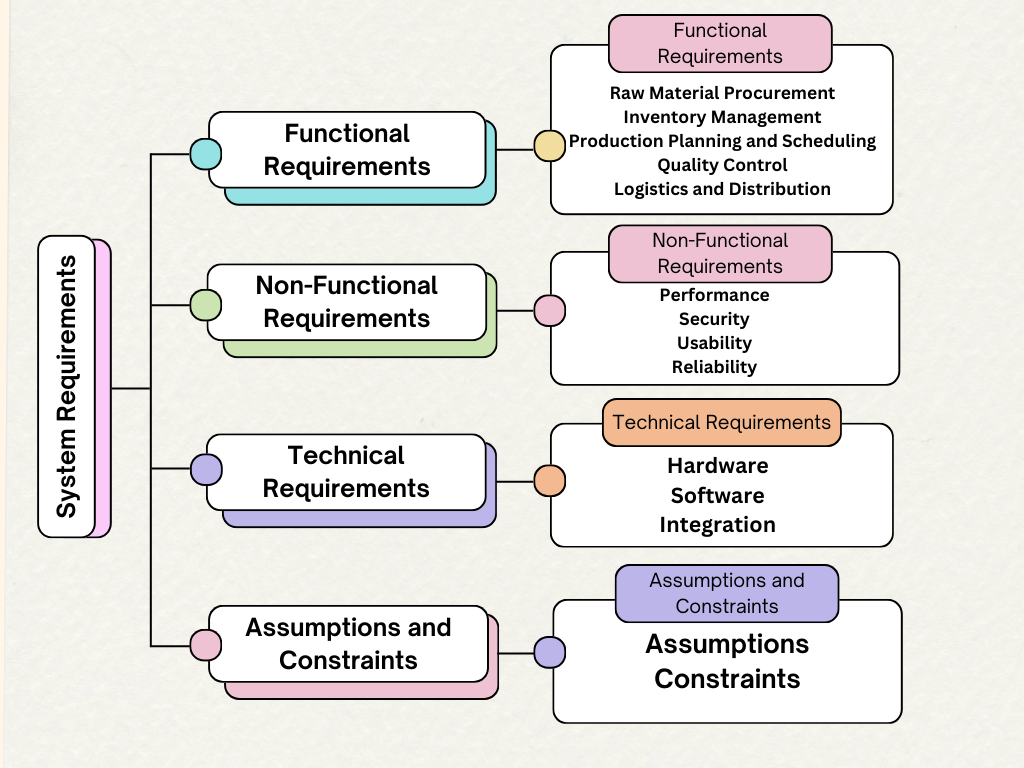 System Requirements
Functional
Requirements
Functional
Requirements
Raw Material Procurement
Inventory Management
Production Planning and Scheduling
Quality Control
Logistics and Distribution
Non-Functional
Requirements
Non-Functional
Requirements
Performance
Security
Usability
Reliability
Technical
Requirements
Technical Requirements
Hardware
Software
Integration
Assumptions and
Constraints
Assumptions and
Constraints
Assumptions
Constraints